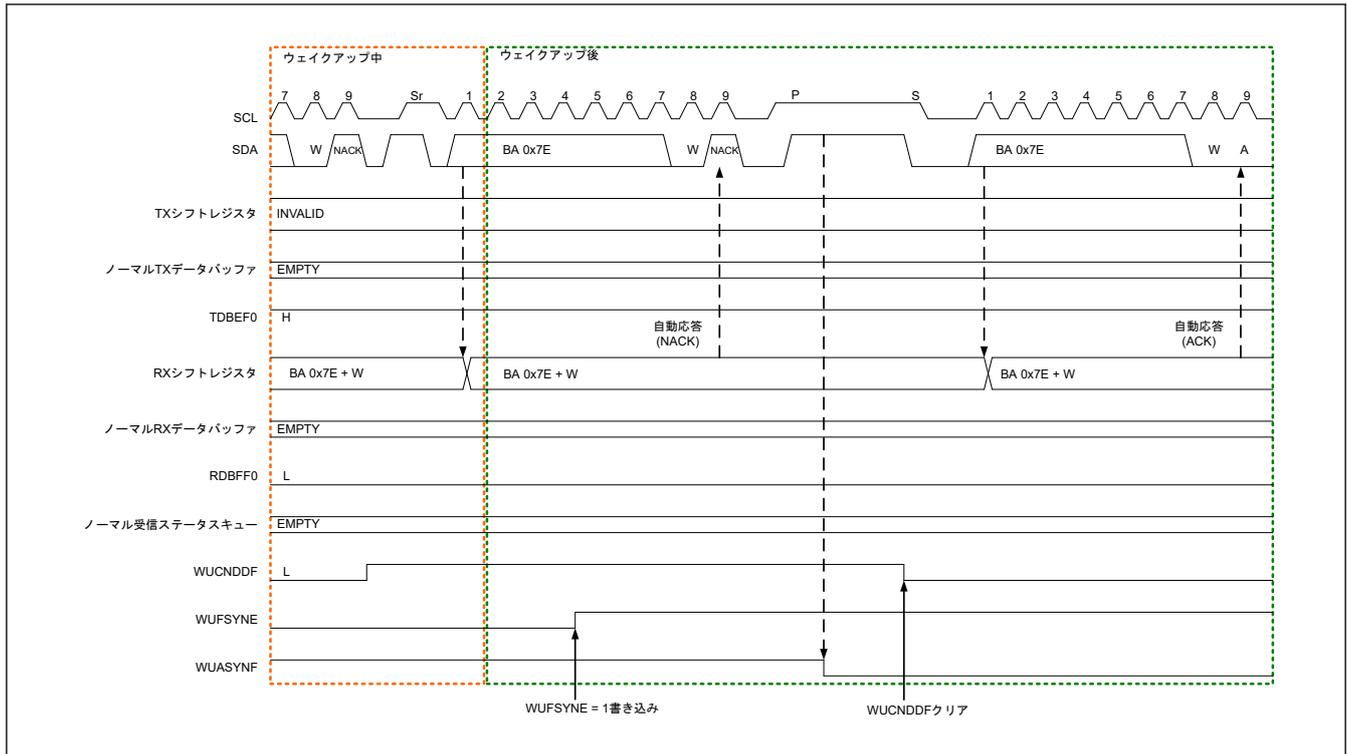 ウェイクアップ中
ウェイクアップ後
7 8 9 Sr 1 2 3 4 5 6 7 8 9 P S 1 2 3 4 5 6 7 8 9
SCL
SDA W NACK BA 0x7E W NACK BA 0x7E W A
TXシフトレジスタ INVALID
ノーマルTXデータバッファ EMPTY
TDBEF0 H
自動応答
(NACK)
自動応答
(ACK)
RXシフトレジスタ BA 0x7E + W BA 0x7E + W BA 0x7E + W
ノーマルRXデータバッファ EMPTY
RDBFF0 L
ノーマル受信ステータスキュー EMPTY
WUCNDDF L
WUFSYNE
WUASYNF
WUFSYNE = 1書き込み
WUCNDDFクリア